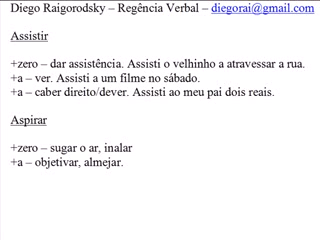 Diego Raigorodsky – Regência Verbal – diegorai@gmail.com
Assistir
+zero – dar assistência. Assisti o velhinho a atravessar a rua.
+a – ver. Assisti a um filme no sábado.
+a – caber direito/dever. Assisti ao meu pai dois reais.
Aspirar
+zero – sugar o ar, inalar
+a – objetivar, almejar.